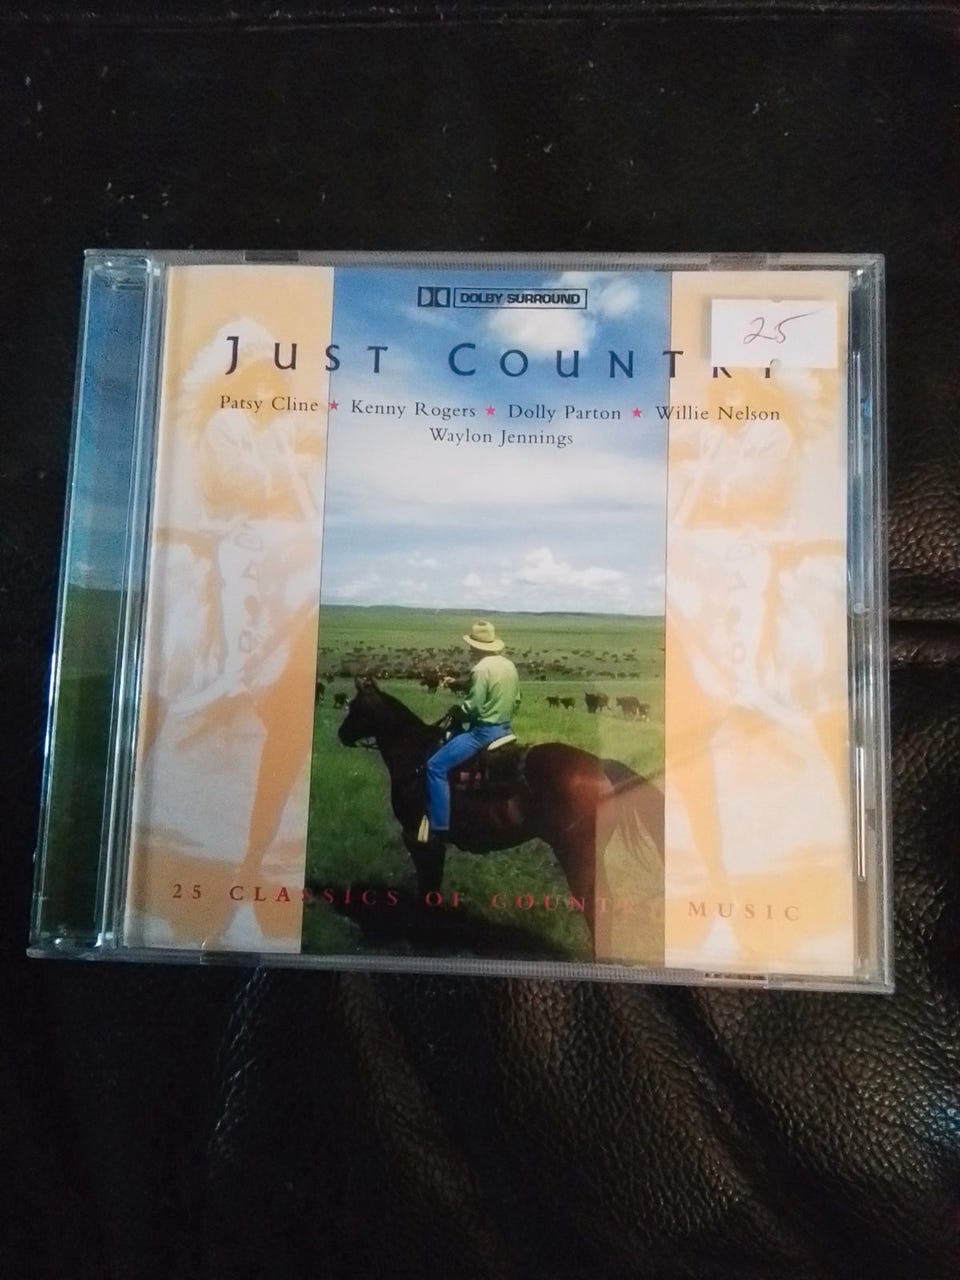 DOLBY SURROUND
25
JUST COUNTRY
Patsy Cline ★ Kenny Rogers ★ Dolly Parton ★ Willie Nelson
Waylon Jennings
25 CLASSICS OF COUNTRY MUSIC